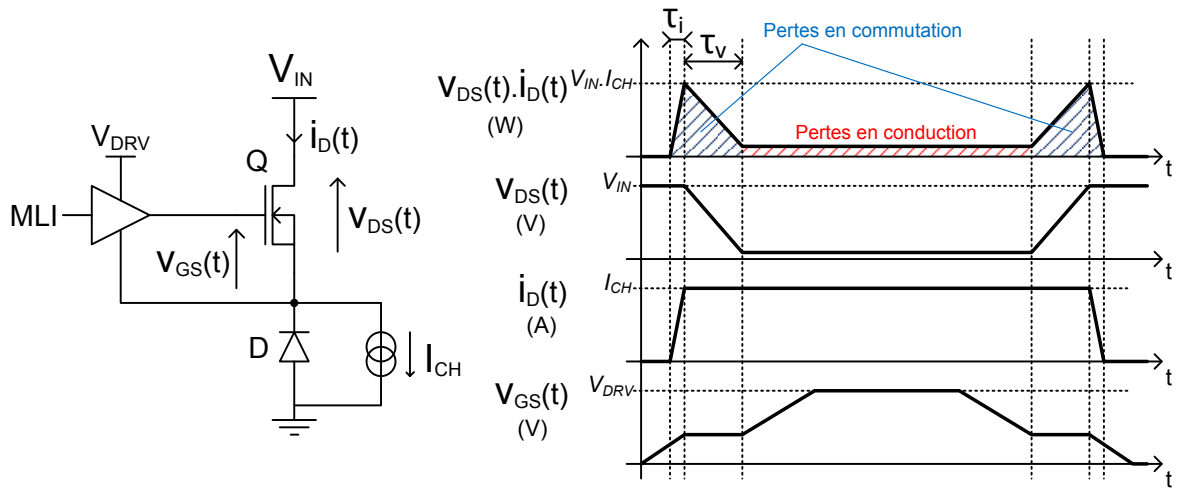 V_IN
i_D(t)
V_DRV
Q
MLI
v_DS(t)
v_GS(t)
D
I_CH
τ_i
τ_v
Pertes en commutation
v_DS(t).i_D(t)
(W)
V_IN.I_CH
Pertes en conduction
t
v_DS(t)
(V)
V_IN
t
i_D(t)
(A)
I_CH
t
v_GS(t)
(V)
V_DRV
t